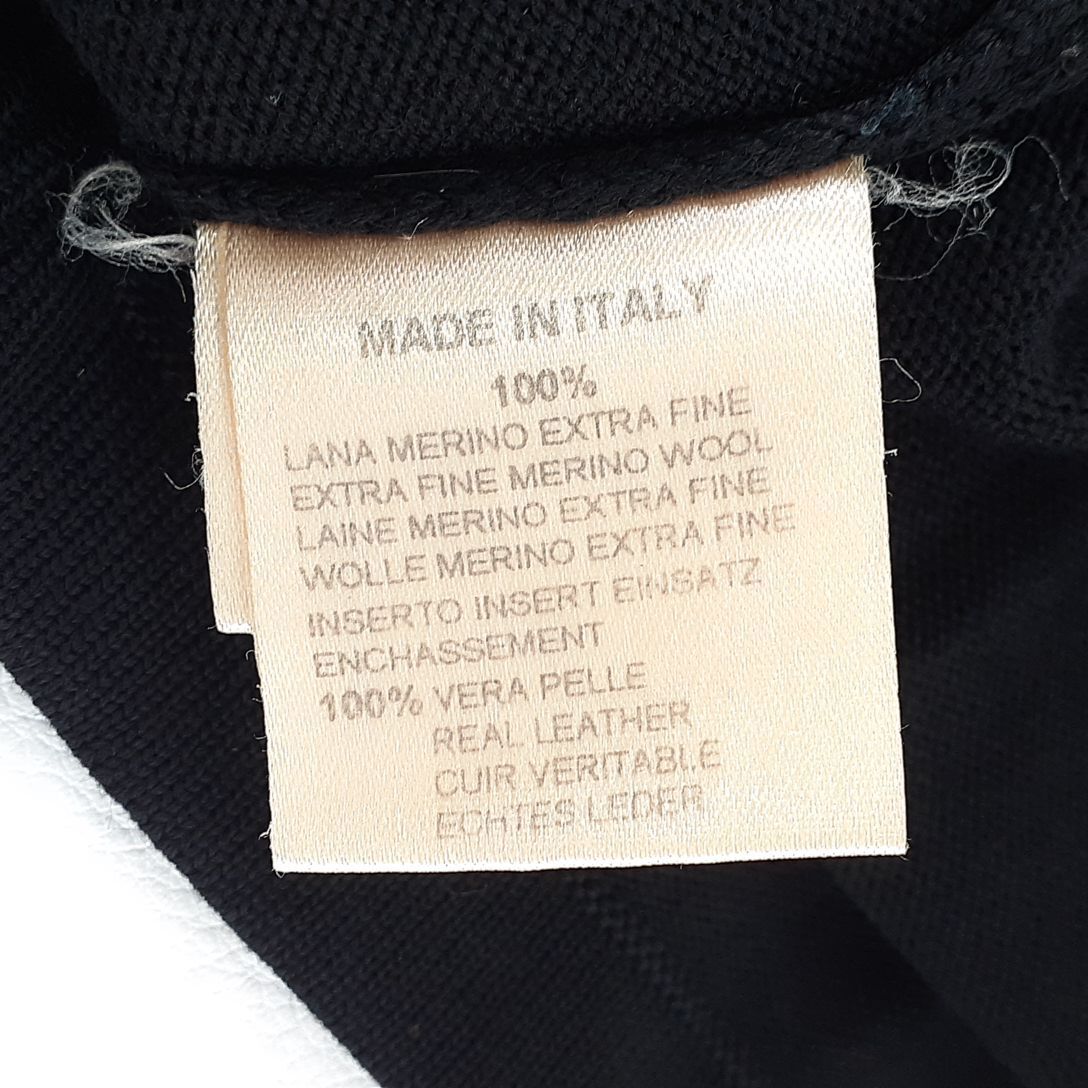 MADE IN ITALY
100%
LANA MERINO EXTRA FINE
EXTRA FINE MERINO WOOL
LAINE MERINO EXTRA FINE
WOLLE MERINO EXTRA FINE
INSERTO INSERT EINSATZ
ENCHASSEMENT
100% VERA PELLE
REAL LEATHER
CUIR VERITABLE
ECHTES LEDER